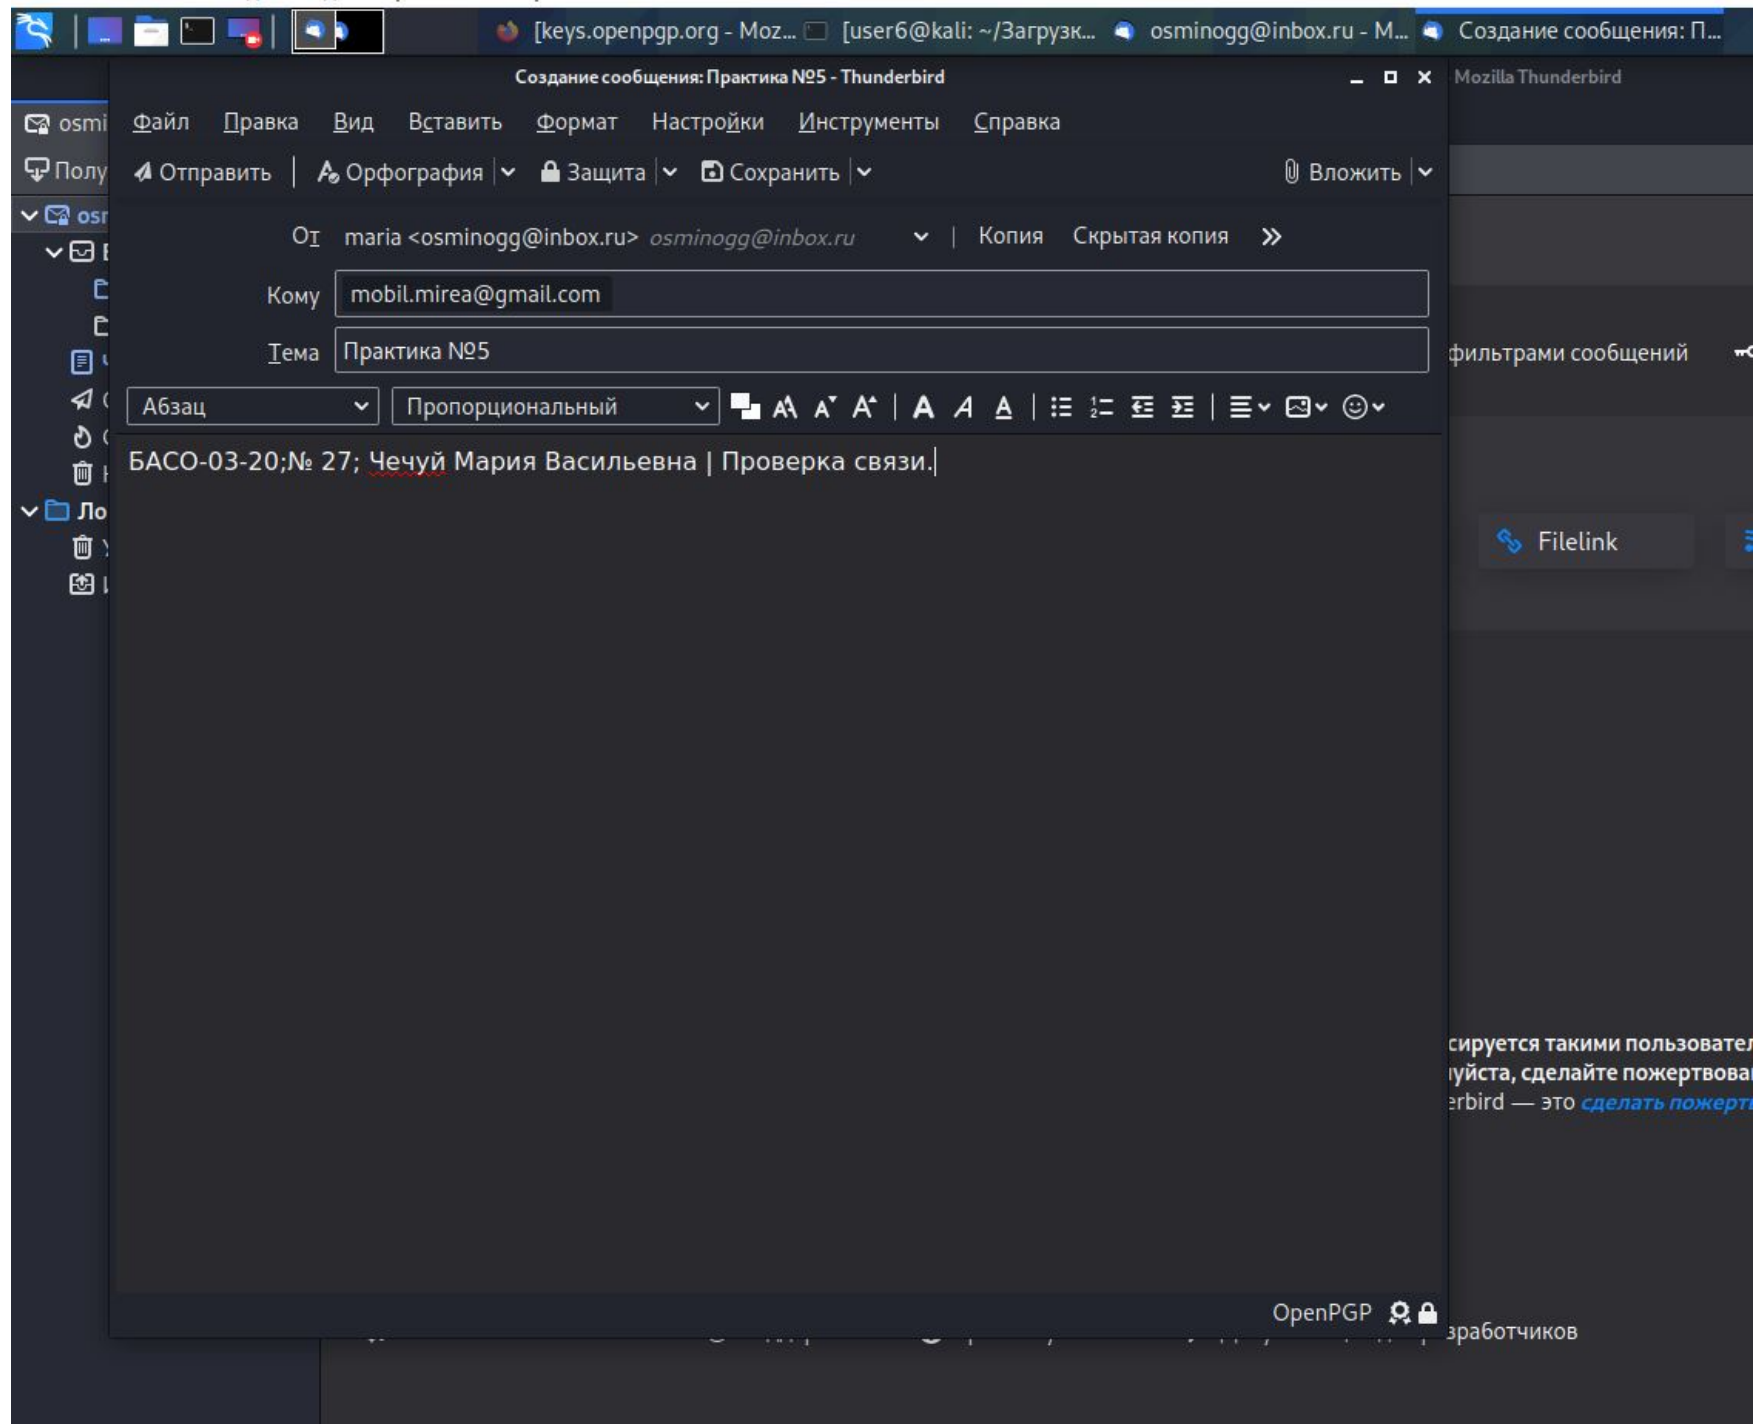 [keys.openpgp.org - Moz... [user6@kali: ~/Загрузк... osminogg@inbox.ru - M... Создание сообщения: П...
Создание сообщения: Практика №5 - Thunderbird
Mozilla Thunderbird
osmi
Файл Правка Вид Вставить Формат Настройки Инструменты Справка
Полу
Отправить | Орфография Защита Сохранить Вложить
От maria <osminogg@inbox.ru> osminogg@inbox.ru | Копия Скрытая копия »
Кому mobil.mirea@gmail.com
Тема Практика №5
фильтрами сообщений
Абзац Пропорциональный
БАСО-03-20;№ 27; Чечуй Мария Васильевна | Проверка связи.
Ло
Filelink
сируется такими пользовател
уйста, сделайте пожертвова
erbird — это сделать пожерт
OpenPGP
зработчиков